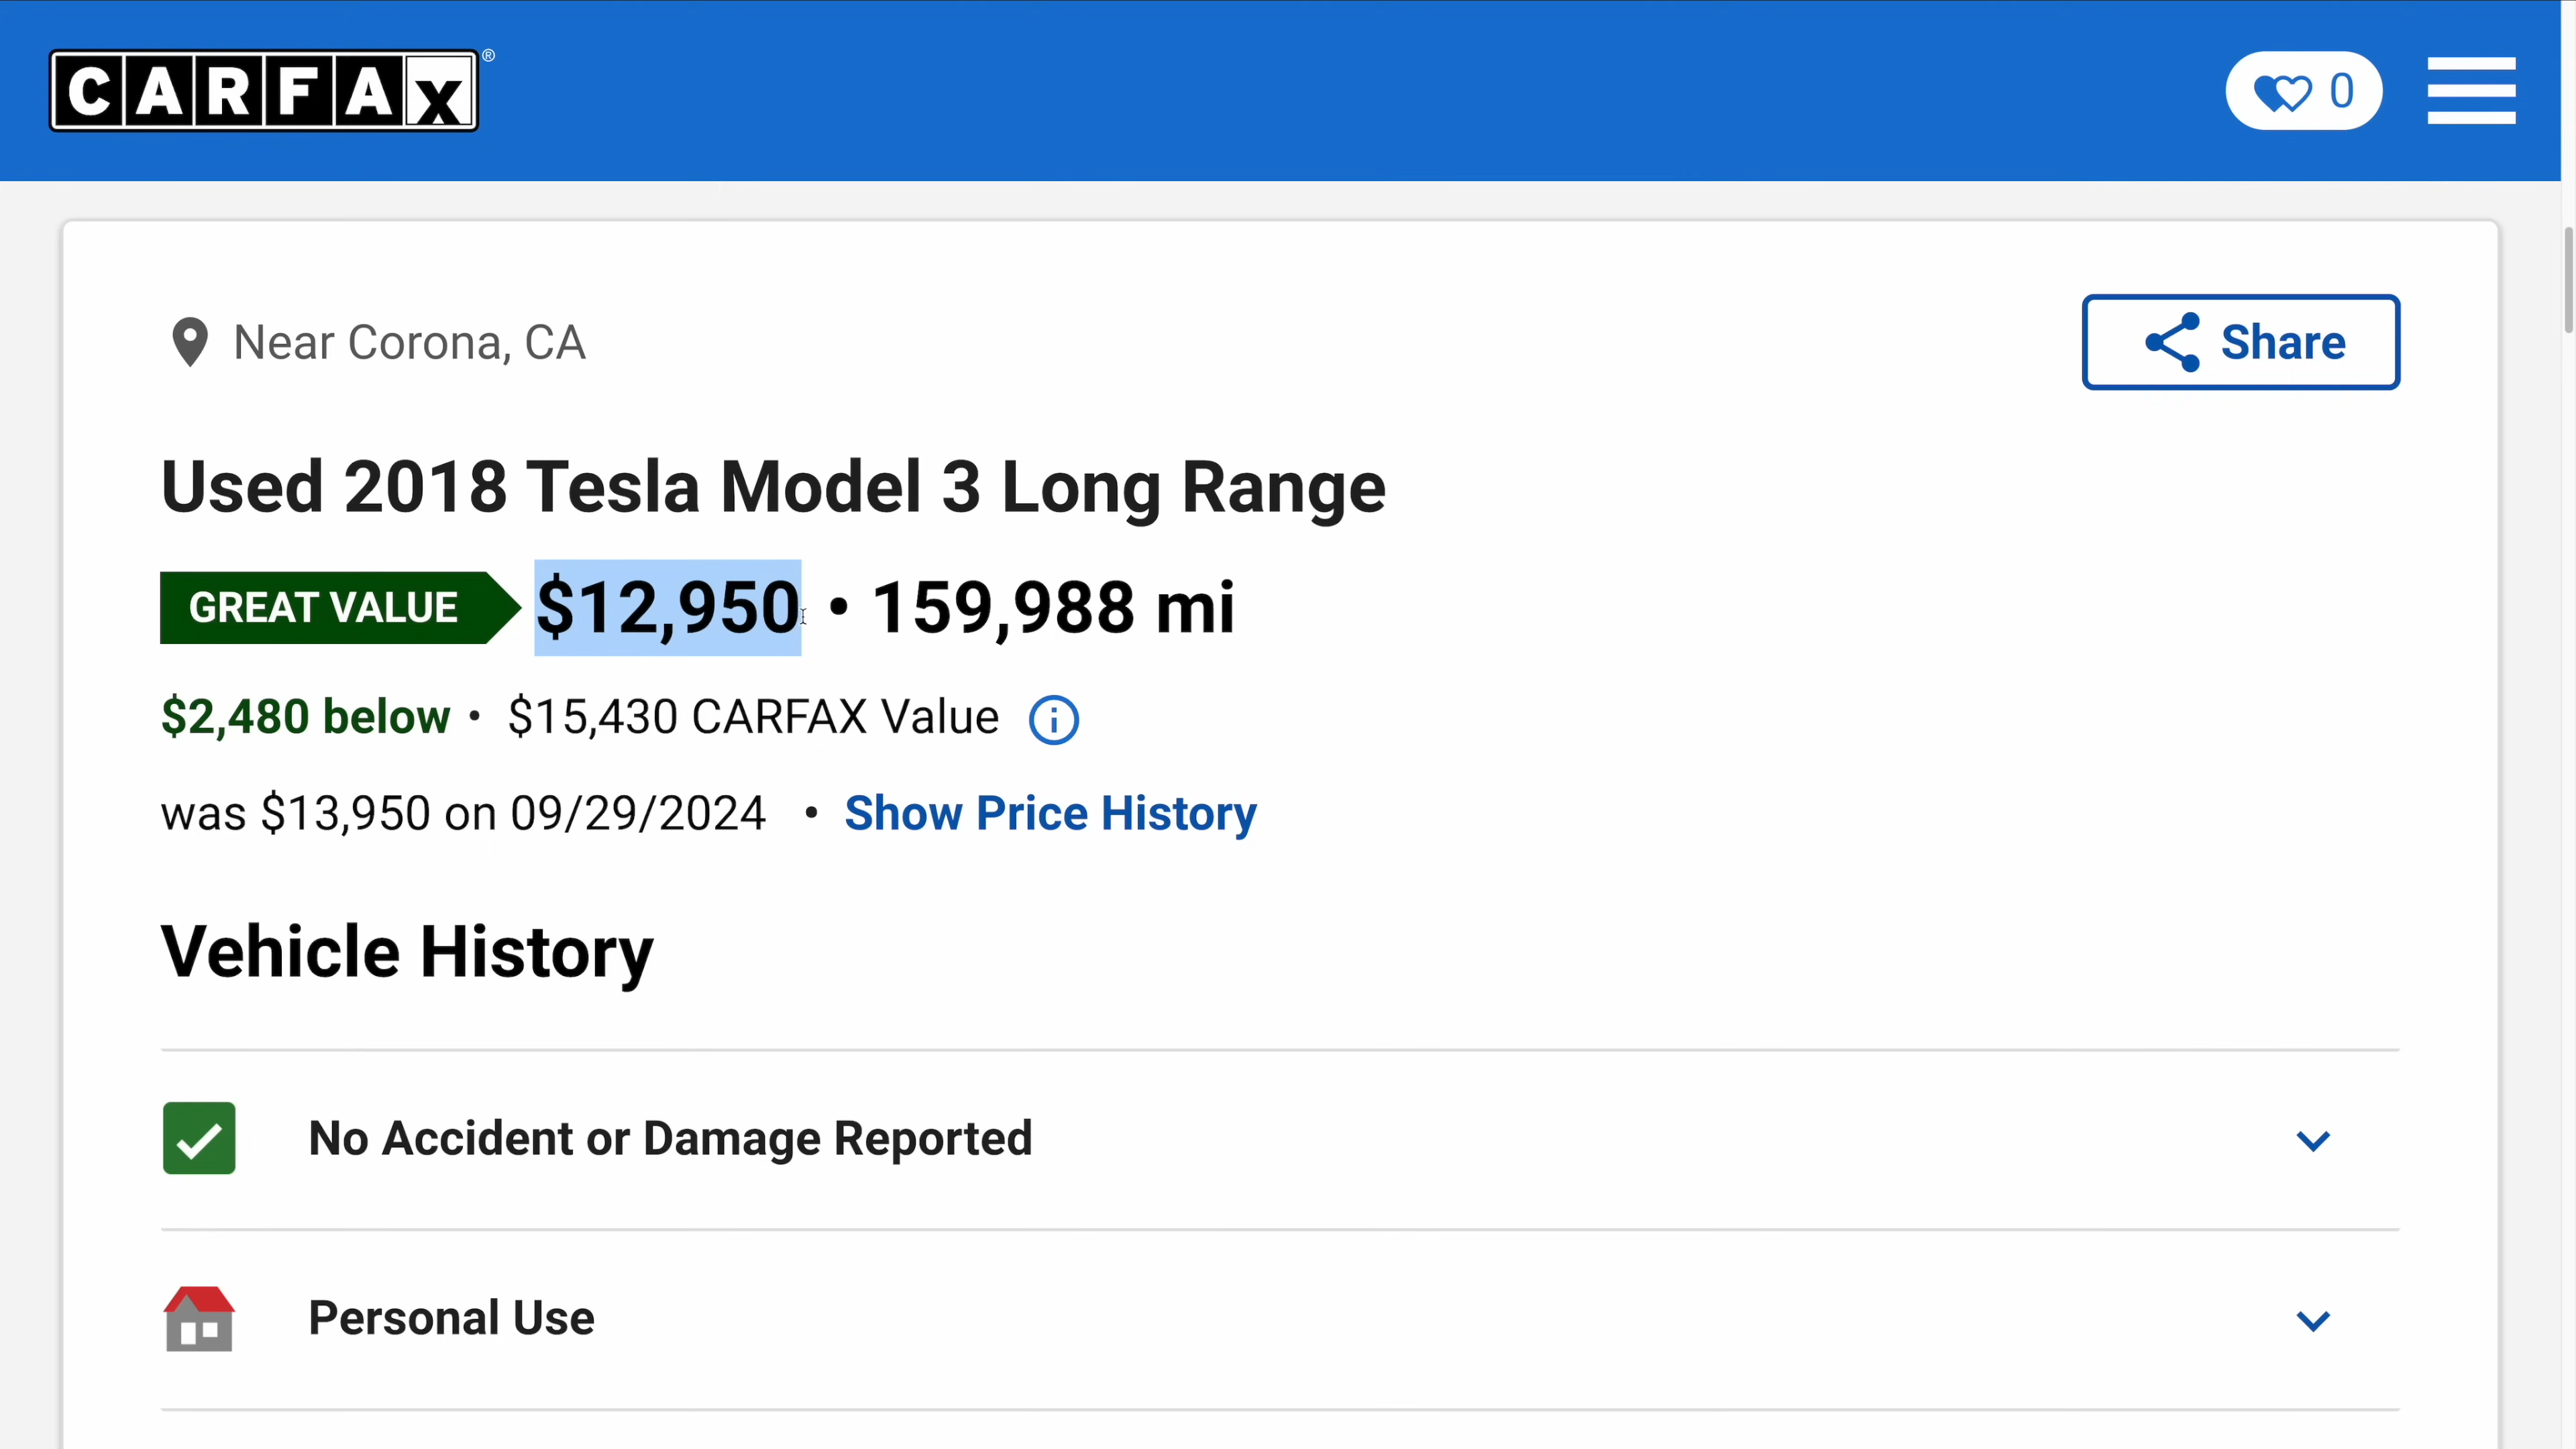 CARFAX®
0
Near Corona, CA
Share
Used 2018 Tesla Model 3 Long Range
GREAT VALUE $12,950 • 159,988 mi
$2,480 below • $15,430 CARFAX Value i
was $13,950 on 09/29/2024 • Show Price History
Vehicle History
No Accident or Damage Reported
Personal Use